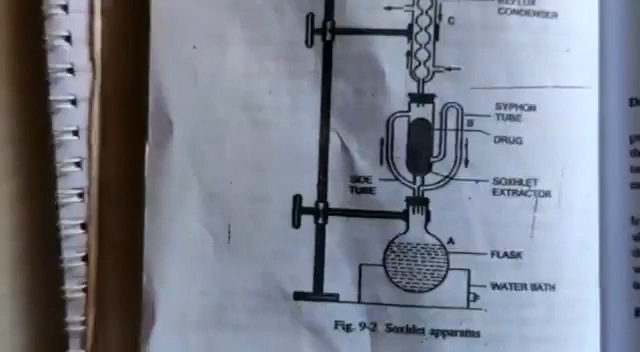 REFLUX
CONDENSER
C
SYPHON
TUBE
B
DRUG
SIDE
TUBE
SOXHLET
EXTRACTOR
A
FLASK
WATER BATH
Fig. 9-2 Soxhlet apparatus